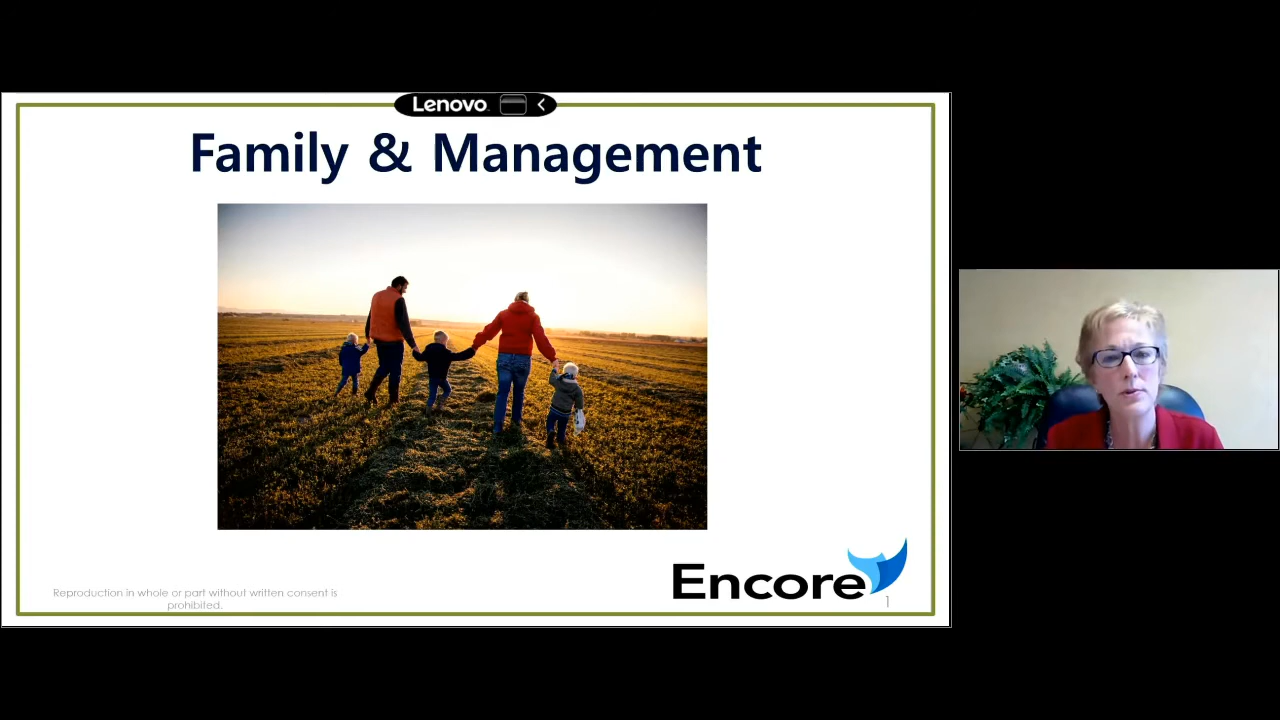 Lenovo
Family & Management
Encore
Reproduction in whole or part without written consent is
prohibited.
1